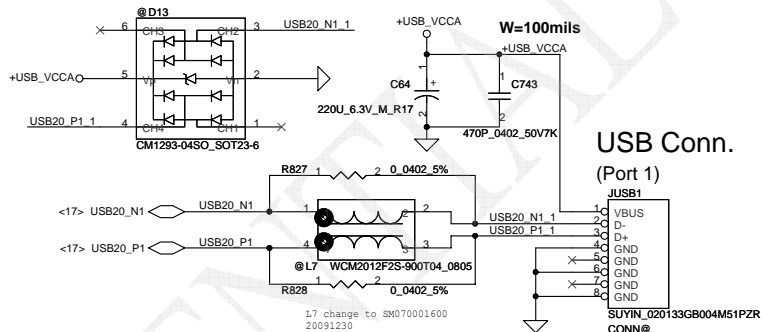 @D13
6 CH3 CH2 3 USB20_N1_1
+USB_VCCA 5 Vp Vn 2
USB20_P1_1 4 CH4 CH1 1
CM1293-04SO_SOT23-6
+USB_VCCA
W=100mils
+USB_VCCA
1 C64 +
220U_6.3V_M_R17
2
1 C743
2
470P_0402_50V7K
USB Conn.
(Port 1)
JUSB1
1 VBUS
USB20_N1_1 2 D-
USB20_P1_1 3 D+
4 GND
5 GND
6 GND
7 GND
8 GND
SUYIN_020133GB004M51PZR
CONN@
R827 1 2 0_0402_5%
<17> USB20_N1 USB20_N1 1 2 2
<17> USB20_P1 USB20_P1 4 3 3
@L7 WCM2012F2S-900T04_0805
R828 1 2 0_0402_5%
L7 change to SM070001600
20091230
ENTIAL